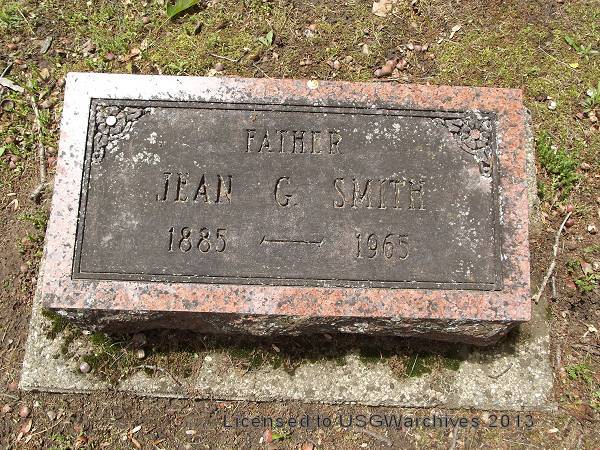 FATHER
JEAN G. SMITH
1885 — 1965
Licensed to USGWarchives 2013